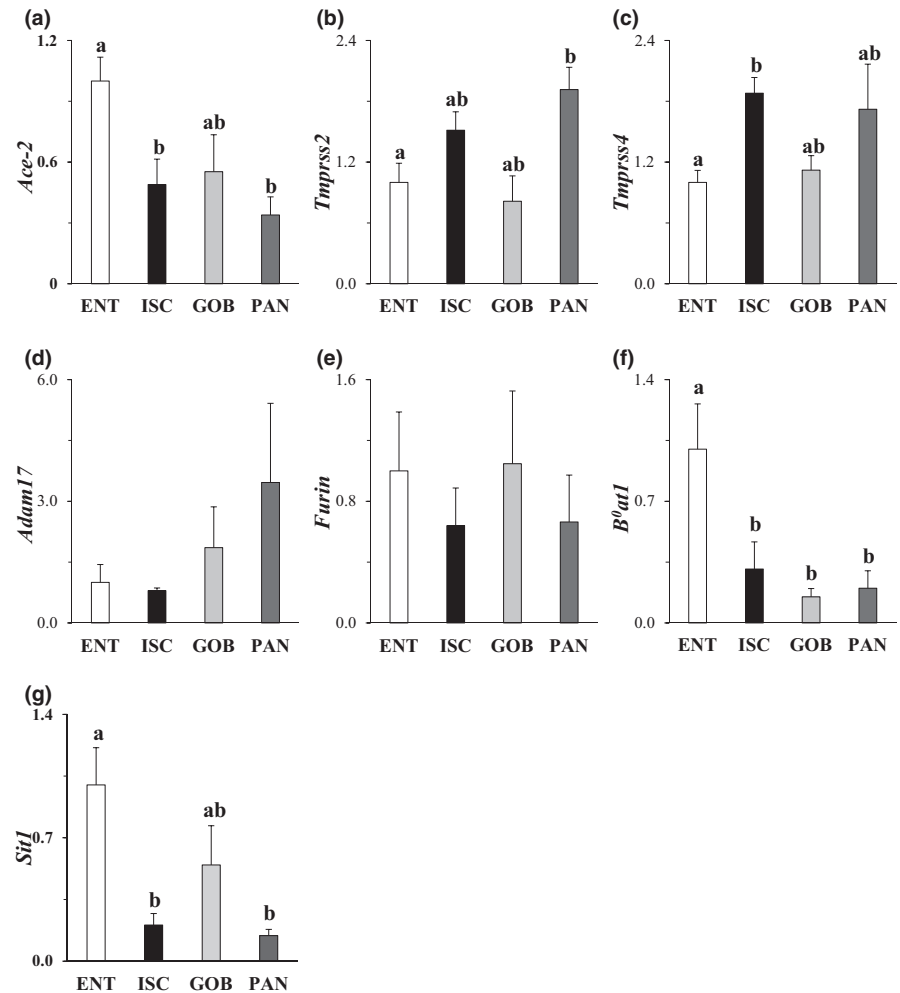 (a)
1.2
0.6
0
Ace-2
a
b
ab
b
ENT ISC GOB PAN
(b)
2.4
1.2
0.0
Tmprss2
a
ab
ab
b
ENT ISC GOB PAN
(c)
2.4
1.2
0.0
Tmprss4
a
b
ab
ab
ENT ISC GOB PAN
(d)
6.0
3.0
0.0
Adam17
ENT ISC GOB PAN
(e)
1.6
0.8
0.0
Furin
ENT ISC GOB PAN
(f)
1.4
0.7
0.0
B⁰at1
a
b
b
b
ENT ISC GOB PAN
(g)
1.4
0.7
0.0
Sit1
a
b
ab
b
ENT ISC GOB PAN